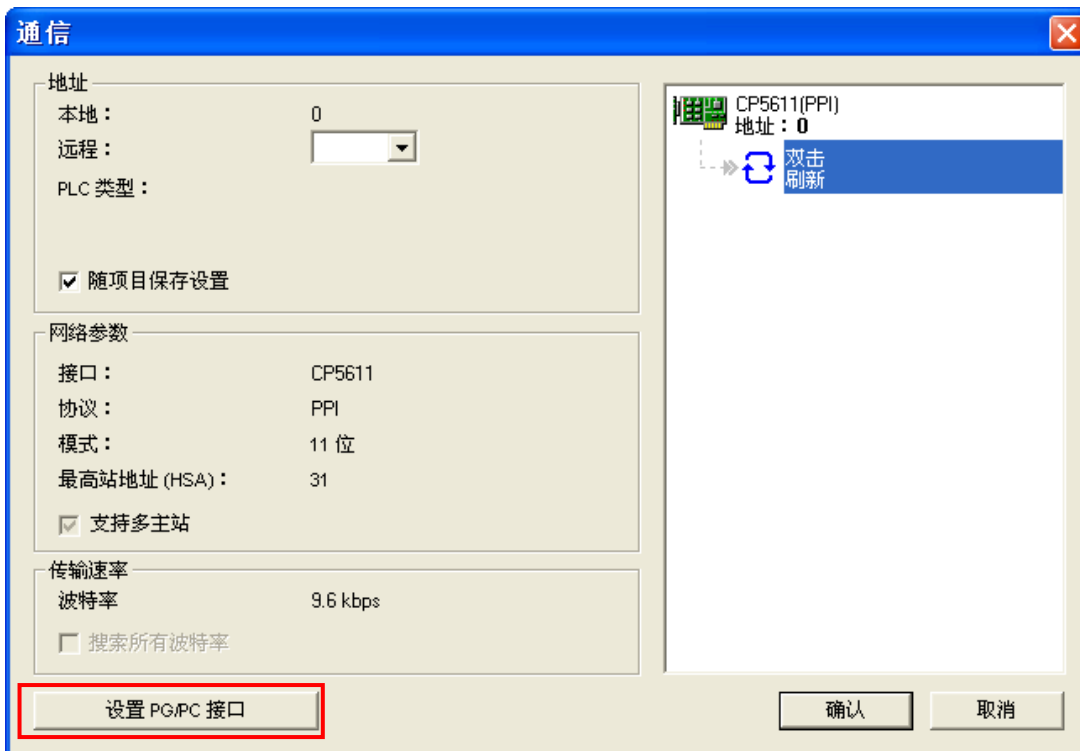 通信
地址
本地： 0
远程：
PLC 类型：
随项目保存设置
网络参数
接口： CP5611
协议： PPI
模式： 11 位
最高站地址 (HSA)： 31
支持多主站
传输速率
波特率 9.6 kbps
搜索所有波特率
设置 PG/PC 接口
CP5611(PPI)
地址：0
双击
刷新
确认
取消